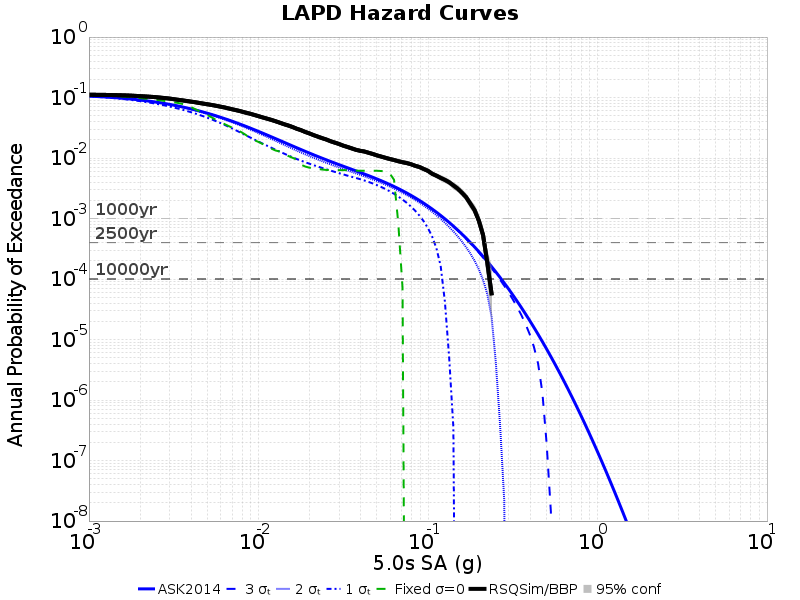 LAPD Hazard Curves
Annual Probability of Exceedance
10^0
10^-1
10^-2
10^-3
10^-4
10^-5
10^-6
10^-7
10^-8
1000yr
2500yr
10000yr
10^-3 10^-2 10^-1 10^0 10^1
5.0s SA (g)
ASK2014 3 σₜ 2 σₜ 1 σₜ Fixed σ=0 RSQSim/BBP 95% conf